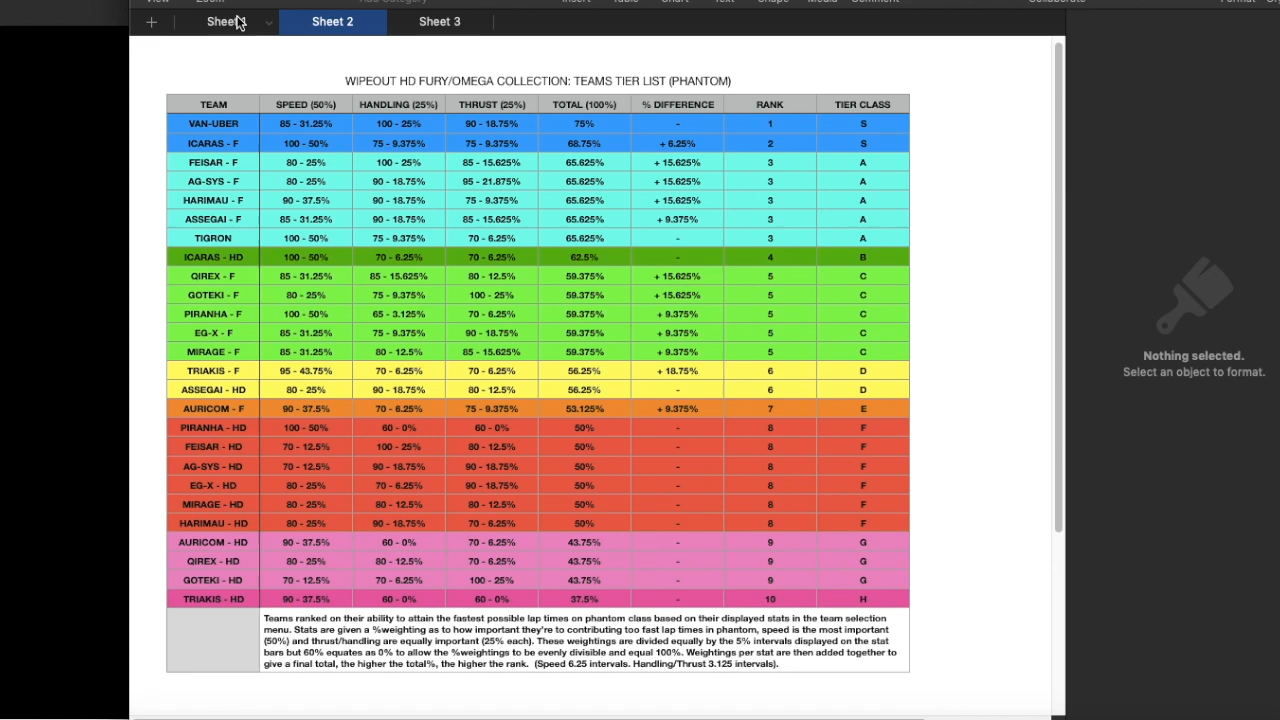 View Zoom Add Category Insert Table Chart Text Shape Media Comment Collaborate Format
+ Sheet 1 Sheet 2 Sheet 3
WIPEOUT HD FURY/OMEGA COLLECTION: TEAMS TIER LIST (PHANTOM)
TEAM SPEED (50%) HANDLING (25%) THRUST (25%) TOTAL (100%) % DIFFERENCE RANK TIER CLASS
VAN-UBER 85 - 31.25% 100 - 25% 90 - 18.75% 75% - 1 S
ICARAS - F 100 - 50% 75 - 9.375% 75 - 9.375% 68.75% + 6.25% 2 S
FEISAR - F 80 - 25% 100 - 25% 85 - 15.625% 65.625% + 15.625% 3 A
AG-SYS - F 80 - 25% 90 - 18.75% 95 - 21.875% 65.625% + 15.625% 3 A
HARIMAU - F 90 - 37.5% 90 - 18.75% 75 - 9.375% 65.625% + 15.625% 3 A
ASSEGAI - F 85 - 31.25% 90 - 18.75% 85 - 15.625% 65.625% + 9.375% 3 A
TIGRON 100 - 50% 75 - 9.375% 70 - 6.25% 65.625% - 3 A
ICARAS - HD 100 - 50% 70 - 6.25% 70 - 6.25% 62.5% - 4 B
QIREX - F 85 - 31.25% 85 - 15.625% 80 - 12.5% 59.375% + 15.625% 5 C
GOTEKI - F 80 - 25% 75 - 9.375% 100 - 25% 59.375% + 15.625% 5 C
PIRANHA - F 100 - 50% 65 - 3.125% 70 - 6.25% 59.375% + 9.375% 5 C
EG-X - F 85 - 31.25% 75 - 9.375% 90 - 18.75% 59.375% + 9.375% 5 C
MIRAGE - F 85 - 31.25% 80 - 12.5% 85 - 15.625% 59.375% + 9.375% 5 C
TRIAKIS - F 95 - 43.75% 70 - 6.25% 70 - 6.25% 56.25% + 18.75% 6 D
ASSEGAI - HD 80 - 25% 90 - 18.75% 80 - 12.5% 56.25% - 6 D
AURICOM - F 90 - 37.5% 70 - 6.25% 75 - 9.375% 53.125% + 9.375% 7 E
PIRANHA - HD 100 - 50% 60 - 0% 60 - 0% 50% - 8 F
FEISAR - HD 70 - 12.5% 100 - 25% 80 - 12.5% 50% - 8 F
AG-SYS - HD 70 - 12.5% 90 - 18.75% 90 - 18.75% 50% - 8 F
EG-X - HD 80 - 25% 70 - 6.25% 90 - 18.75% 50% - 8 F
MIRAGE - HD 80 - 25% 80 - 12.5% 80 - 12.5% 50% - 8 F
HARIMAU - HD 80 - 25% 90 - 18.75% 70 - 6.25% 50% - 8 F
AURICOM - HD 90 - 37.5% 60 - 0% 70 - 6.25% 43.75% - 9 G
QIREX - HD 80 - 25% 80 - 12.5% 70 - 6.25% 43.75% - 9 G
GOTEKI - HD 70 - 12.5% 70 - 6.25% 100 - 25% 43.75% - 9 G
TRIAKIS - HD 90 - 37.5% 60 - 0% 60 - 0% 37.5% - 10 H
Teams ranked on their ability to attain the fastest possible lap times on phantom class based on their displayed stats in the team selection
menu. Stats are given a %weighting as to how important they're to contributing too fast lap times in phantom, speed is the most important
(50%) and thrust/handling are equally important (25% each). These weightings are divided equally by the 5% intervals displayed on the stat
bars but 60% equates as 0% to allow the %weightings to be evenly divisible and equal 100%. Weightings per stat are then added together to
give a final total, the higher the total%, the higher the rank. (Speed 6.25 intervals. Handling/Thrust 3.125 intervals).
Nothing selected.
Select an object to format.